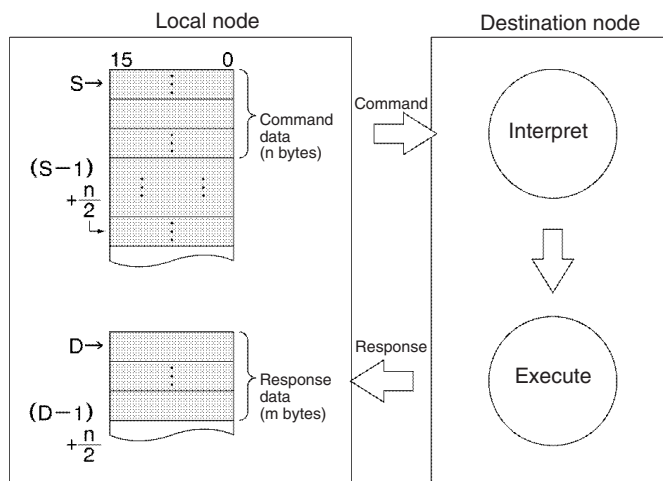 Local node
Destination node
15 0
S→
Command
data
(n bytes)
(S−1)
+n/2
Command
Interpret
D→
Response
data
(m bytes)
(D−1)
+n/2
Response
Execute